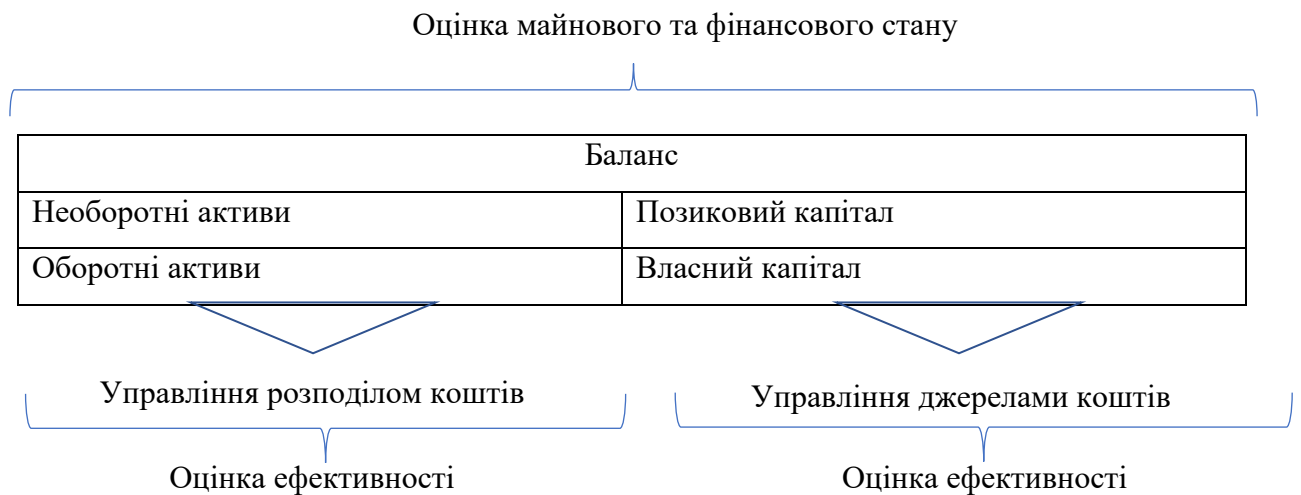 Оцінка майнового та фінансового стану
Баланс
Необоротні активи
Позиковий капітал
Оборотні активи
Власний капітал
Управління розподілом коштів
Управління джерелами коштів
Оцінка ефективності
Оцінка ефективності